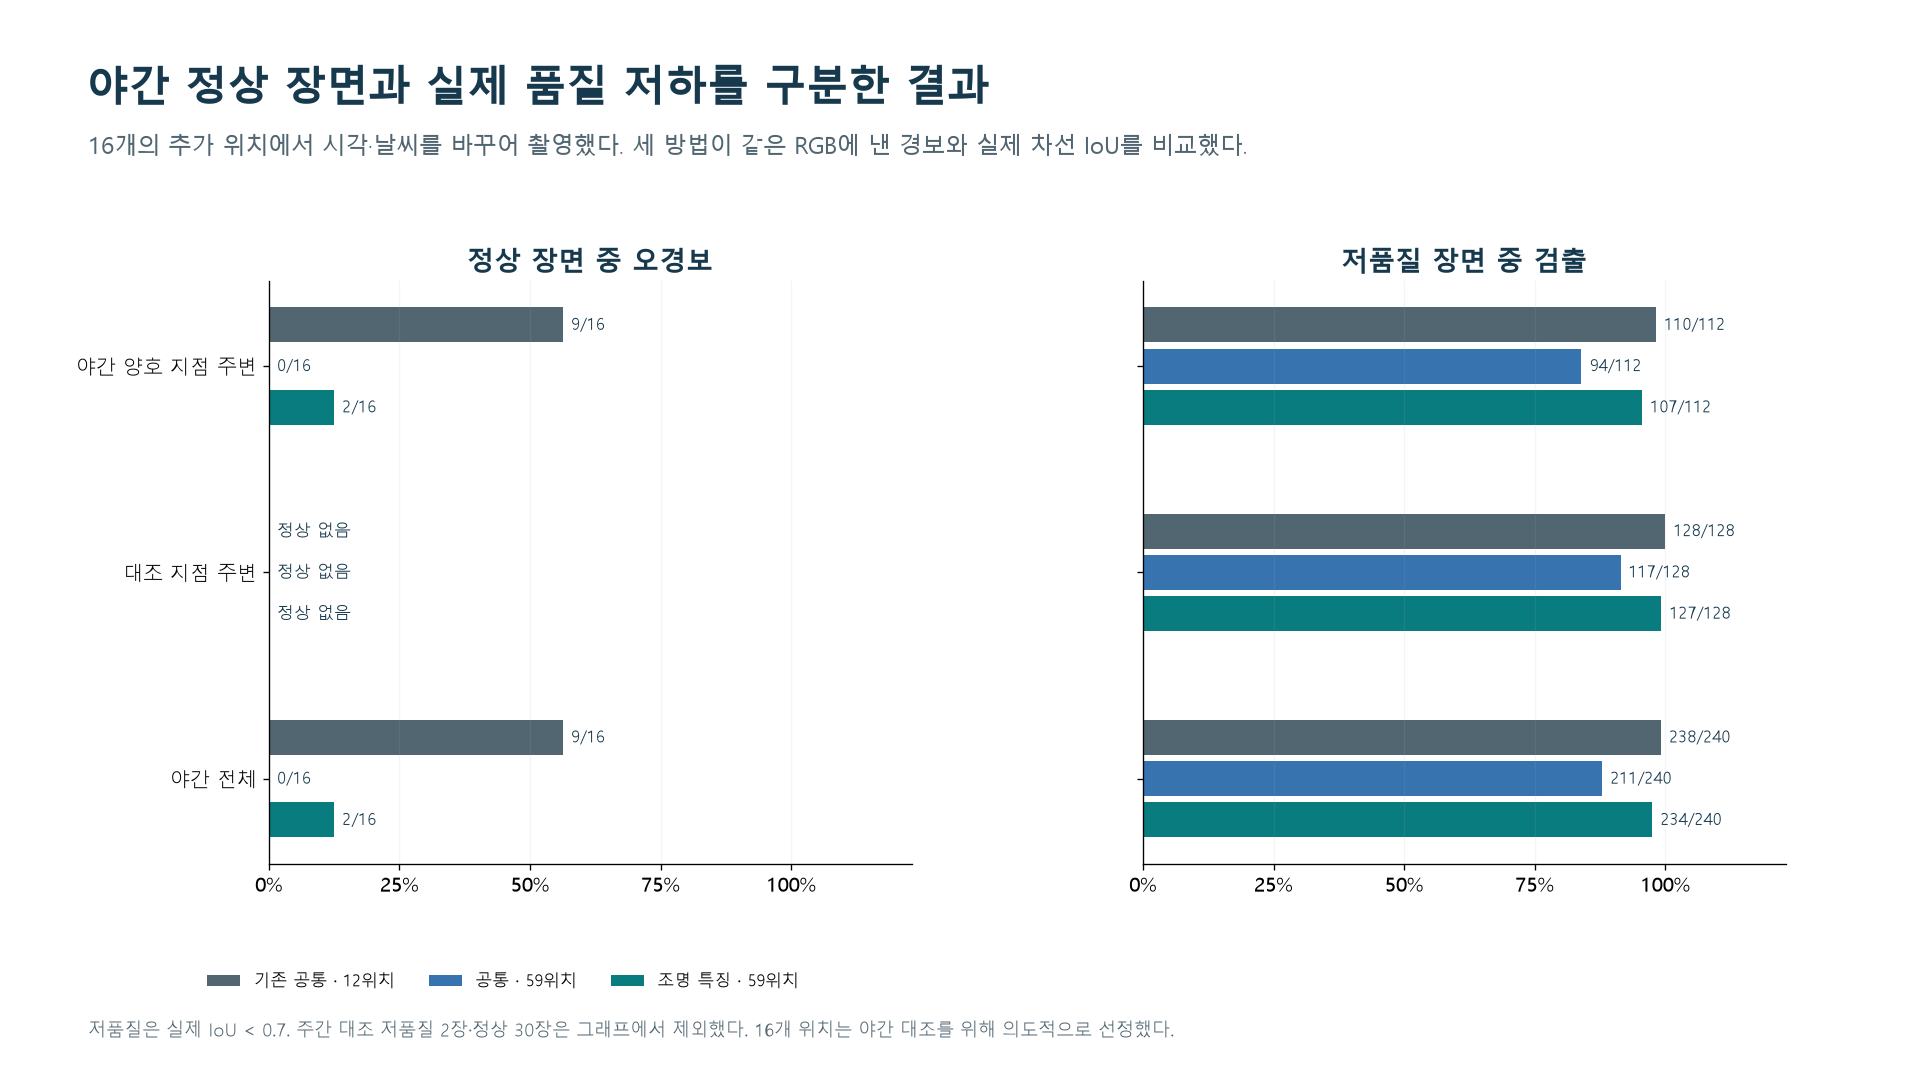 야간 정상 장면과 실제 품질 저하를 구분한 결과
16개의 추가 위치에서 시각·날씨를 바꾸어 촬영했다. 세 방법이 같은 RGB에 낸 경보와 실제 차선 IoU를 비교했다.
정상 장면 중 오경보
야간 양호 지점 주변
9/16
0/16
2/16
대조 지점 주변
정상 없음
정상 없음
정상 없음
야간 전체
9/16
0/16
2/16
0% 25% 50% 75% 100%
저품질 장면 중 검출
110/112
94/112
107/112
128/128
117/128
127/128
238/240
211/240
234/240
0% 25% 50% 75% 100%
기존 공통 · 12위치 공통 · 59위치 조명 특징 · 59위치
저품질은 실제 IoU < 0.7. 주간 대조 저품질 2장·정상 30장은 그래프에서 제외했다. 16개 위치는 야간 대조를 위해 의도적으로 선정했다.